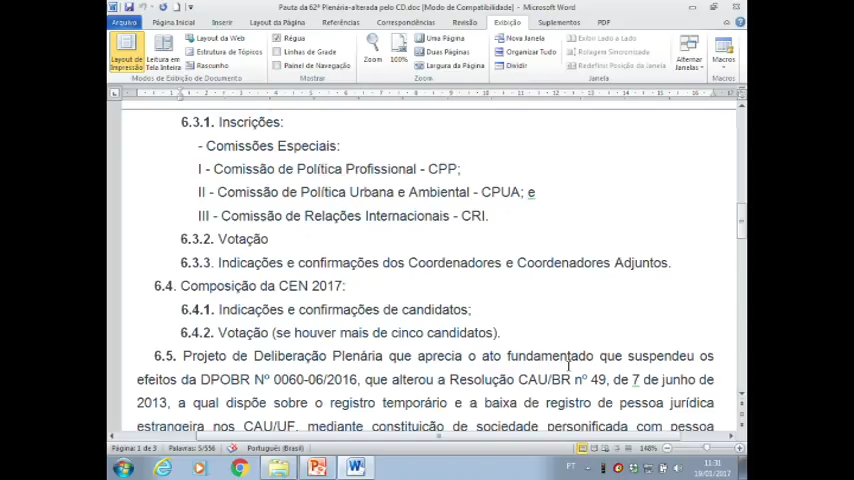 Pauta da 62ª Plenária-alterada pelo CD.doc [Modo de Compatibilidade] - Microsoft Word
Arquivo Página Inicial Inserir Layout da Página Referências Correspondências Revisão Exibição Suplementos PDF
Layout de Impressão Leitura em Tela Inteira
Layout da Web
Estrutura de Tópicos
Rascunho
Modos de Exibição de Documento
Régua
Linhas de Grade
Painel de Navegação
Mostrar
Zoom 100%
Uma Página
Duas Páginas
Largura da Página
Zoom
Nova Janela
Organizar Tudo
Dividir
Exibir Lado a Lado
Rolagem Sincronizada
Redefinir Posição da Janela
Alternar Janelas
Janela
Macros
Macros
6.3.1. Inscrições:
- Comissões Especiais:
I - Comissão de Política Profissional - CPP;
II - Comissão de Política Urbana e Ambiental - CPUA; e
III - Comissão de Relações Internacionais - CRI.
6.3.2. Votação
6.3.3. Indicações e confirmações dos Coordenadores e Coordenadores Adjuntos.
6.4. Composição da CEN 2017:
6.4.1. Indicações e confirmações de candidatos;
6.4.2. Votação (se houver mais de cinco candidatos).
6.5. Projeto de Deliberação Plenária que aprecia o ato fundamentado que suspendeu os
efeitos da DPOBR Nº 0060-06/2016, que alterou a Resolução CAU/BR nº 49, de 7 de junho de
2013, a qual dispõe sobre o registro temporário e a baixa de registro de pessoa jurídica
estrangeira nos CAU/UF, mediante constituição de sociedade personificada com pessoa
Página: 1 de 3 Palavras: 5/556 Português (Brasil) 148%
PT 11:31
19/01/2017